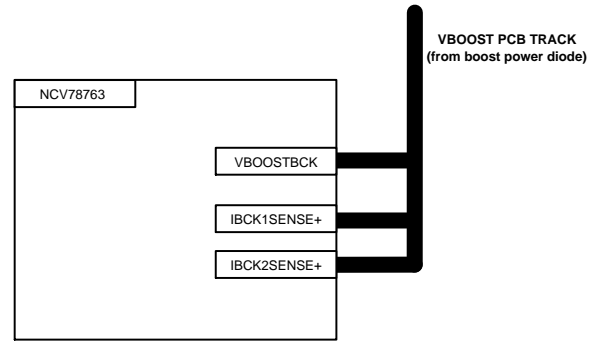 VBOOST PCB TRACK
(from boost power diode)
NCV78763
VBOOSTBCK
IBCK1SENSE+
IBCK2SENSE+